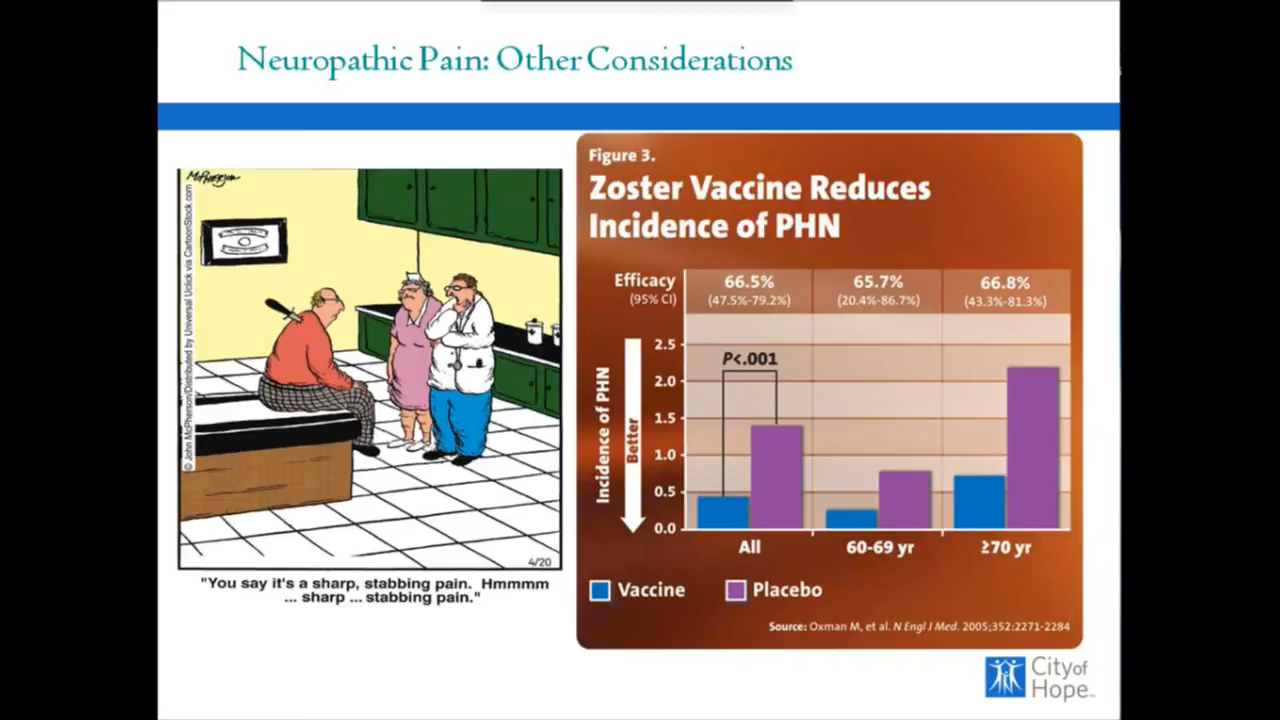 Neuropathic Pain: Other Considerations
McPherson
© John McPherson/Distributed by Universal Uclick via CartoonStock.com
4/20
"You say it's a sharp, stabbing pain. Hmmmm
... sharp ... stabbing pain."
Figure 3.
Zoster Vaccine Reduces
Incidence of PHN
Efficacy
(95% CI)
66.5%
(47.5%-79.2%)
65.7%
(20.4%-86.7%)
66.8%
(43.3%-81.3%)
Incidence of PHN
Better
2.5
2.0
1.5
1.0
0.5
0.0
P<.001
All
60-69 yr
≥70 yr
Vaccine
Placebo
Source: Oxman M, et al. N Engl J Med. 2005;352:2271-2284
City of
Hope™